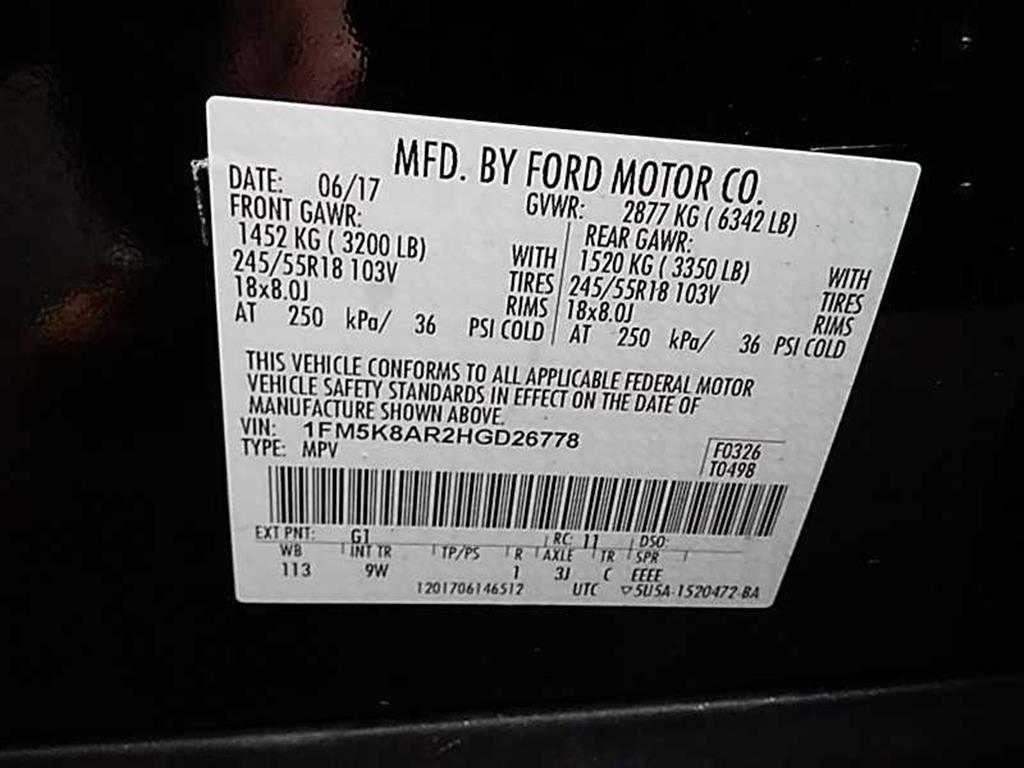 MFD. BY FORD MOTOR CO.
DATE: 06/17 GVWR: 2877 KG ( 6342 LB)
FRONT GAWR: REAR GAWR:
1452 KG ( 3200 LB) WITH 1520 KG ( 3350 LB) WITH
245/55R18 103V TIRES 245/55R18 103V TIRES
18x8.0J RIMS 18x8.0J RIMS
AT 250 kPa/ 36 PSI COLD AT 250 kPa/ 36 PSI COLD
THIS VEHICLE CONFORMS TO ALL APPLICABLE FEDERAL MOTOR
VEHICLE SAFETY STANDARDS IN EFFECT ON THE DATE OF
MANUFACTURE SHOWN ABOVE.
VIN: 1FM5K8AR2HGD26778
TYPE: MPV
F0326
T0498
EXT PNT: G1 RC: 11 DSO:
WB INT TR TP/PS R AXLE TR SPR
113 9W 1 3J C EEEE
1201706146512 UTC ▽5U5A-1520472-BA